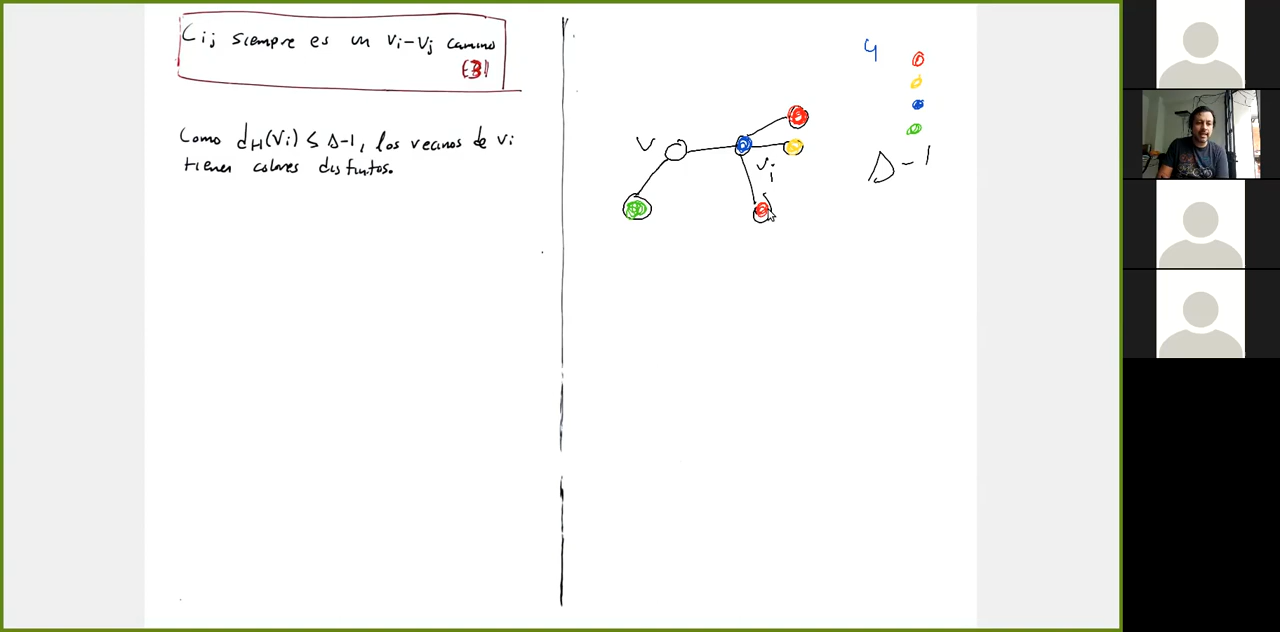 Cij siempre es un vi-vj camino
(3)
Como dH(vi) ≤ Δ-1, los vecinos de vi
tienen colores distintos.
4
v
vi
Δ-1